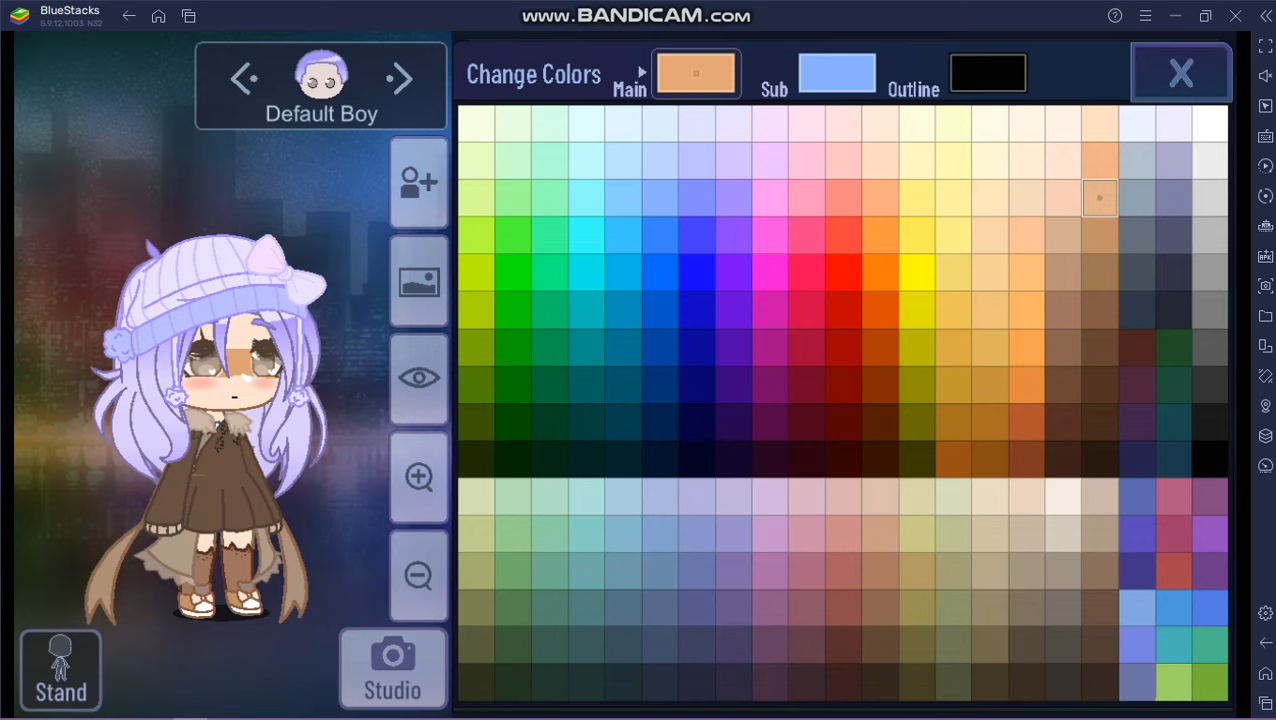 BlueStacks
5.9.12.1003 N32
www.BANDICAM.com
Default Boy
Change Colors
Main
Sub
Outline
X
Stand
Studio